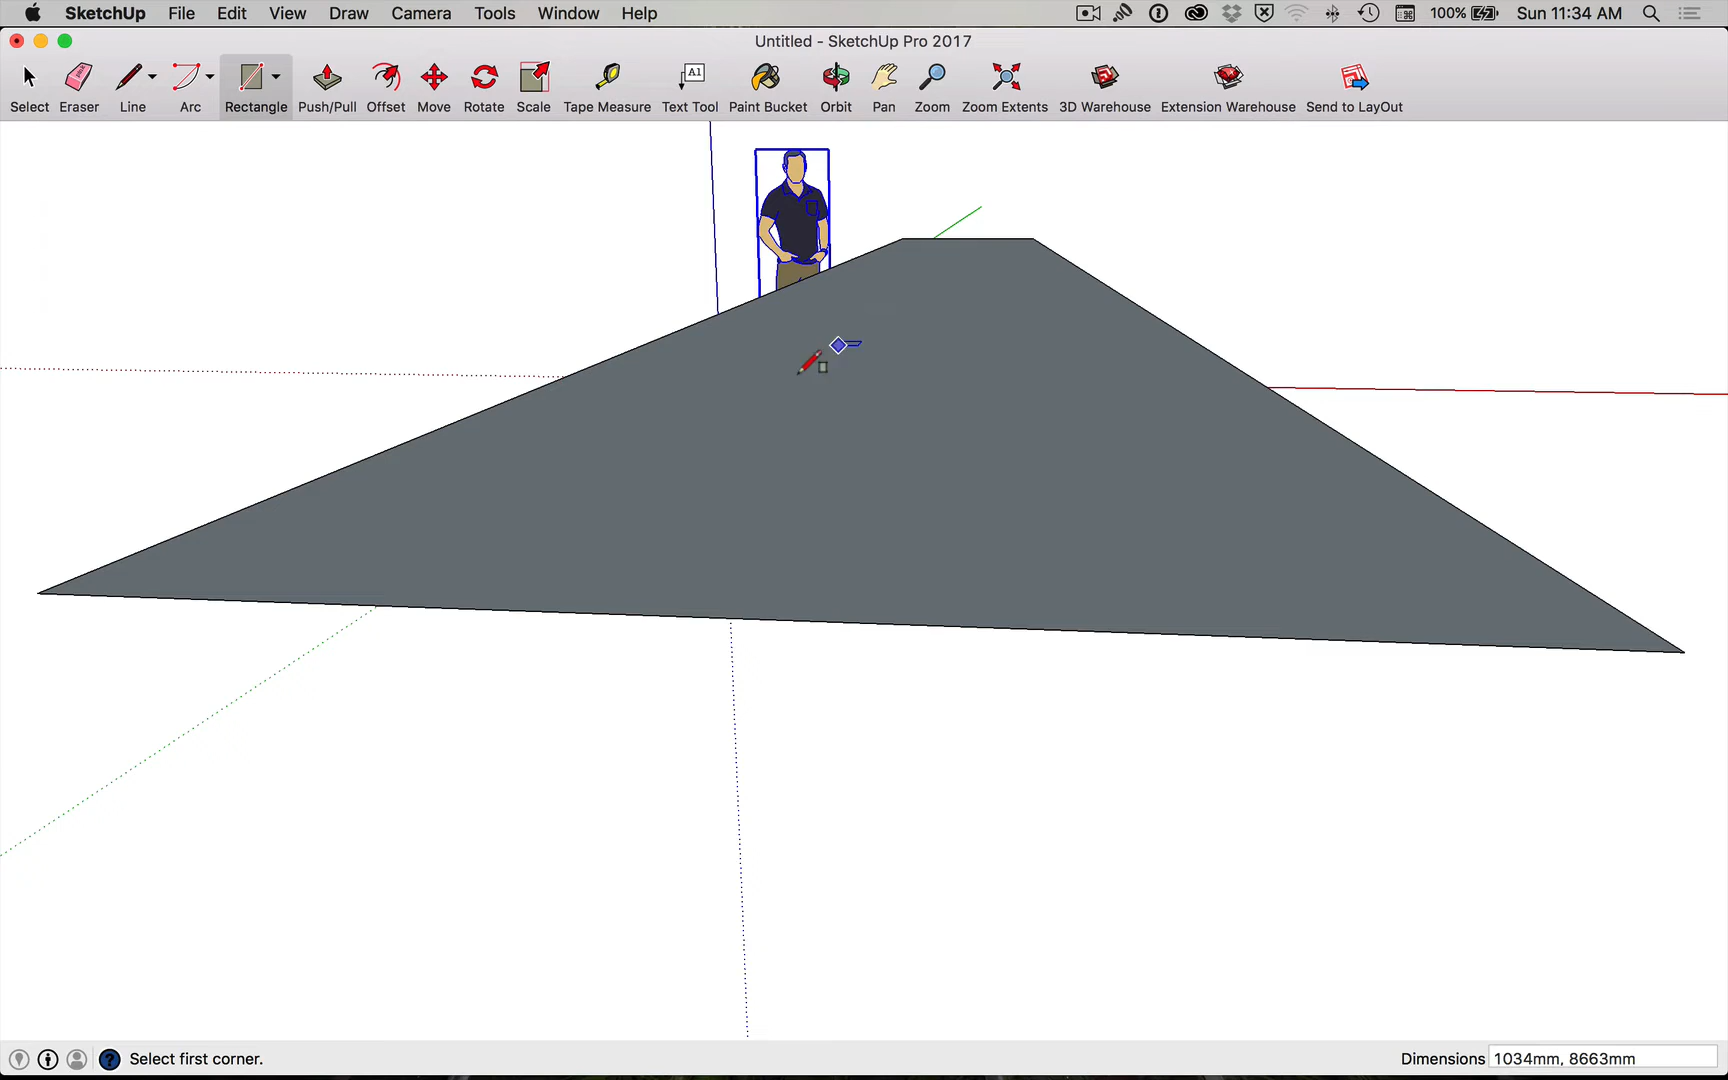 SketchUp File Edit View Draw Camera Tools Window Help 100% Sun 11:34 AM
Untitled - SketchUp Pro 2017
A1
Select Eraser Line Arc Rectangle Push/Pull Offset Move Rotate Scale Tape Measure Text Tool Paint Bucket Orbit Pan Zoom Zoom Extents 3D Warehouse Extension Warehouse Send to LayOut
Select first corner. Dimensions 1034mm, 8663mm